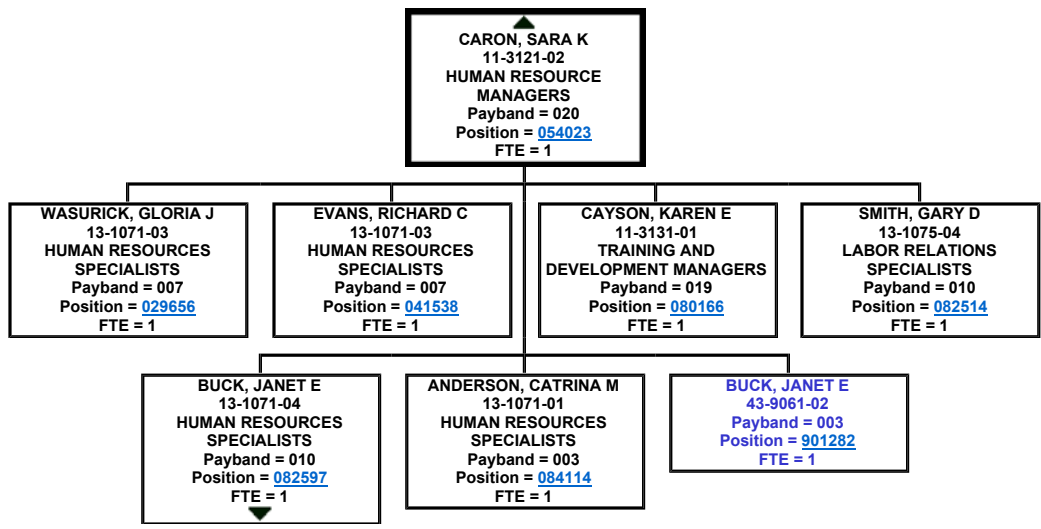 CARON, SARA K
11-3121-02
HUMAN RESOURCE
MANAGERS
Payband = 020
Position = 054023
FTE = 1
WASURICK, GLORIA J
13-1071-03
HUMAN RESOURCES
SPECIALISTS
Payband = 007
Position = 029656
FTE = 1
EVANS, RICHARD C
13-1071-03
HUMAN RESOURCES
SPECIALISTS
Payband = 007
Position = 041538
FTE = 1
CAYSON, KAREN E
11-3131-01
TRAINING AND
DEVELOPMENT MANAGERS
Payband = 019
Position = 080166
FTE = 1
SMITH, GARY D
13-1075-04
LABOR RELATIONS
SPECIALISTS
Payband = 010
Position = 082514
FTE = 1
BUCK, JANET E
13-1071-04
HUMAN RESOURCES
SPECIALISTS
Payband = 010
Position = 082597
FTE = 1
ANDERSON, CATRINA M
13-1071-01
HUMAN RESOURCES
SPECIALISTS
Payband = 003
Position = 084114
FTE = 1
BUCK, JANET E
43-9061-02
Payband = 003
Position = 901282
FTE = 1